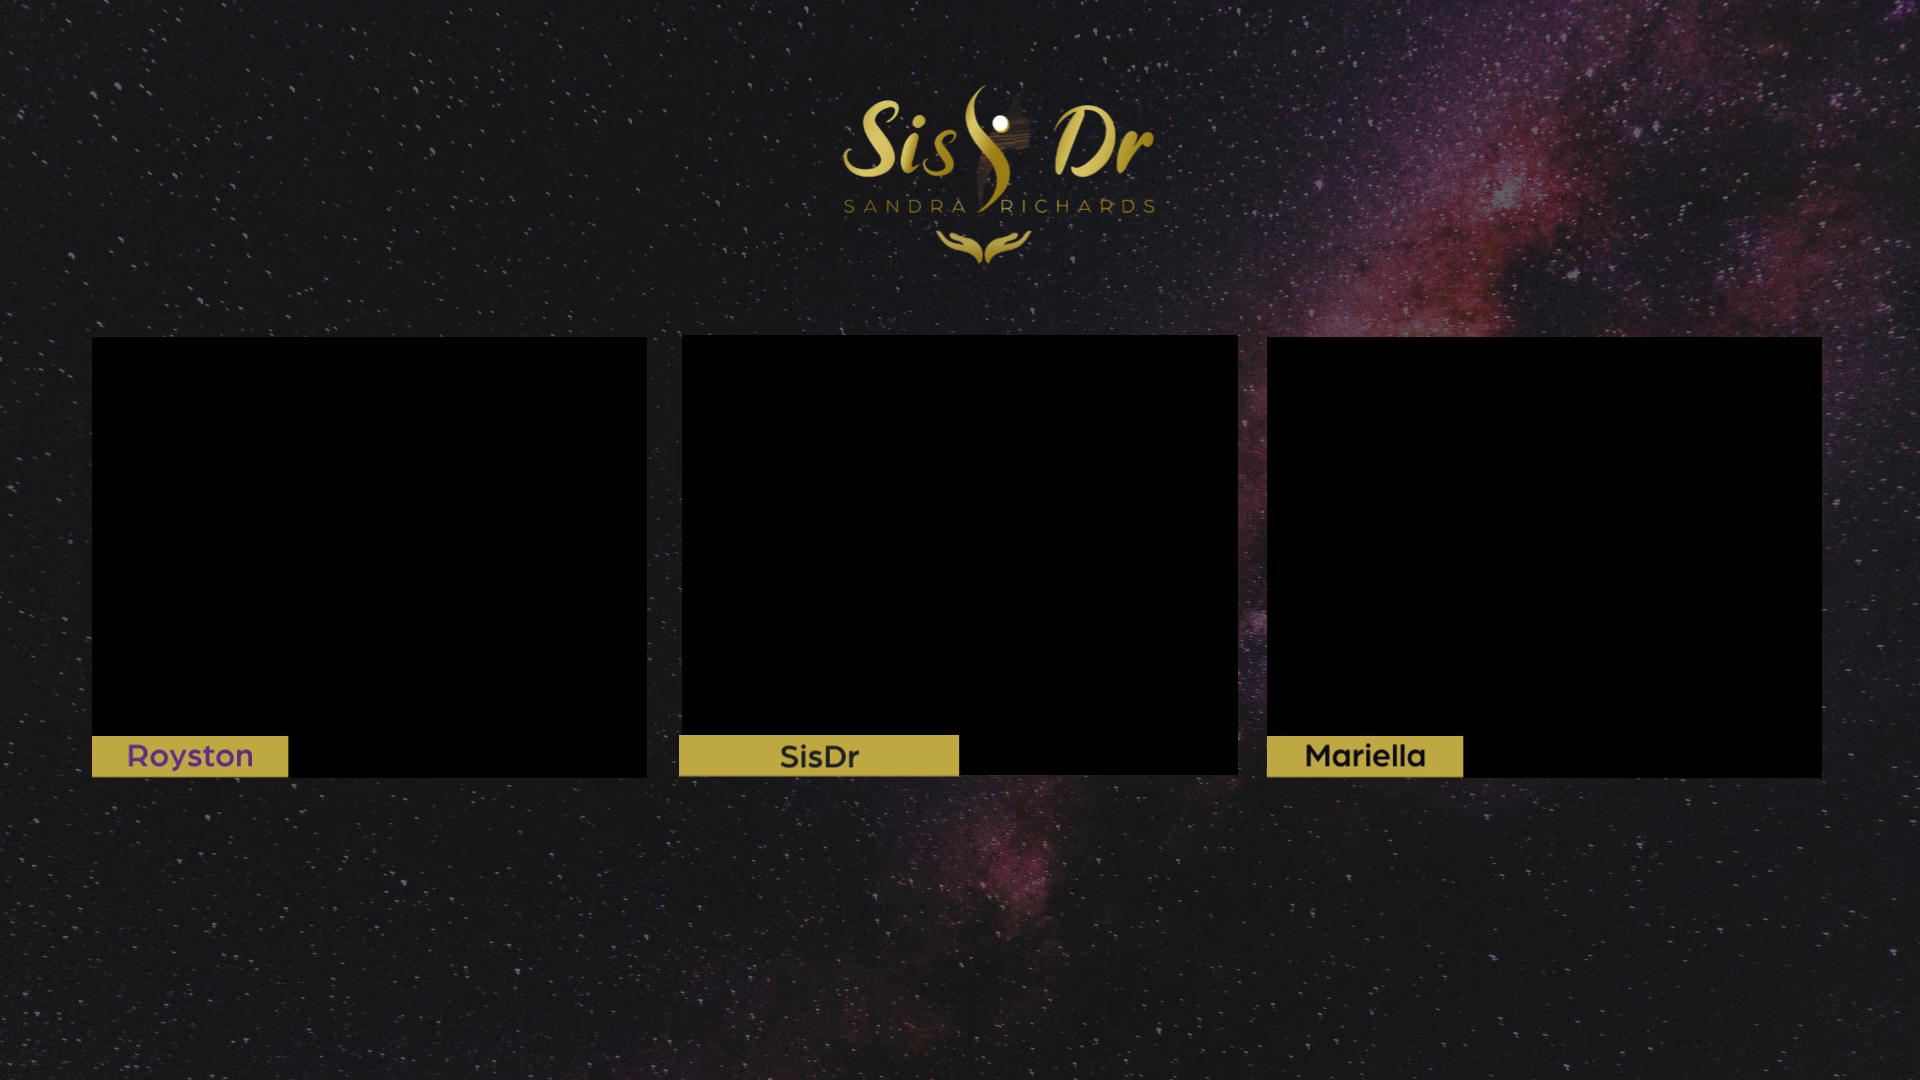 Sis Dr
SANDRA RICHARDS
Royston
SisDr
Mariella